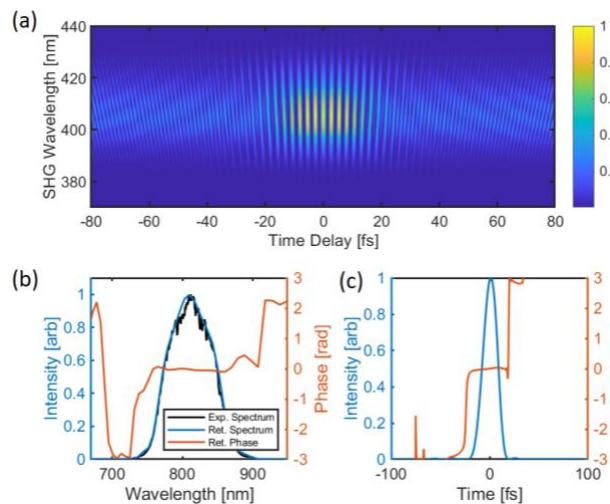 (a)
440
420
400
380
SHG Wavelength [nm]
-80 -60 -40 -20 0 20 40 60 80
Time Delay [fs]
1
0.
0.
0.
0.
(b)
1
0.8
0.6
0.4
0.2
0
Intensity [arb]
700 800 900
Wavelength [nm]
3
2
1
0
-1
-2
-3
Phase [rad]
Exp. Spectrum
Ret. Spectrum
Ret. Phase
(c)
1
0.8
0.6
0.4
0.2
0
Intensity [arb]
-100 0 100
Time [fs]
3
2
1
0
-1
-2
-3